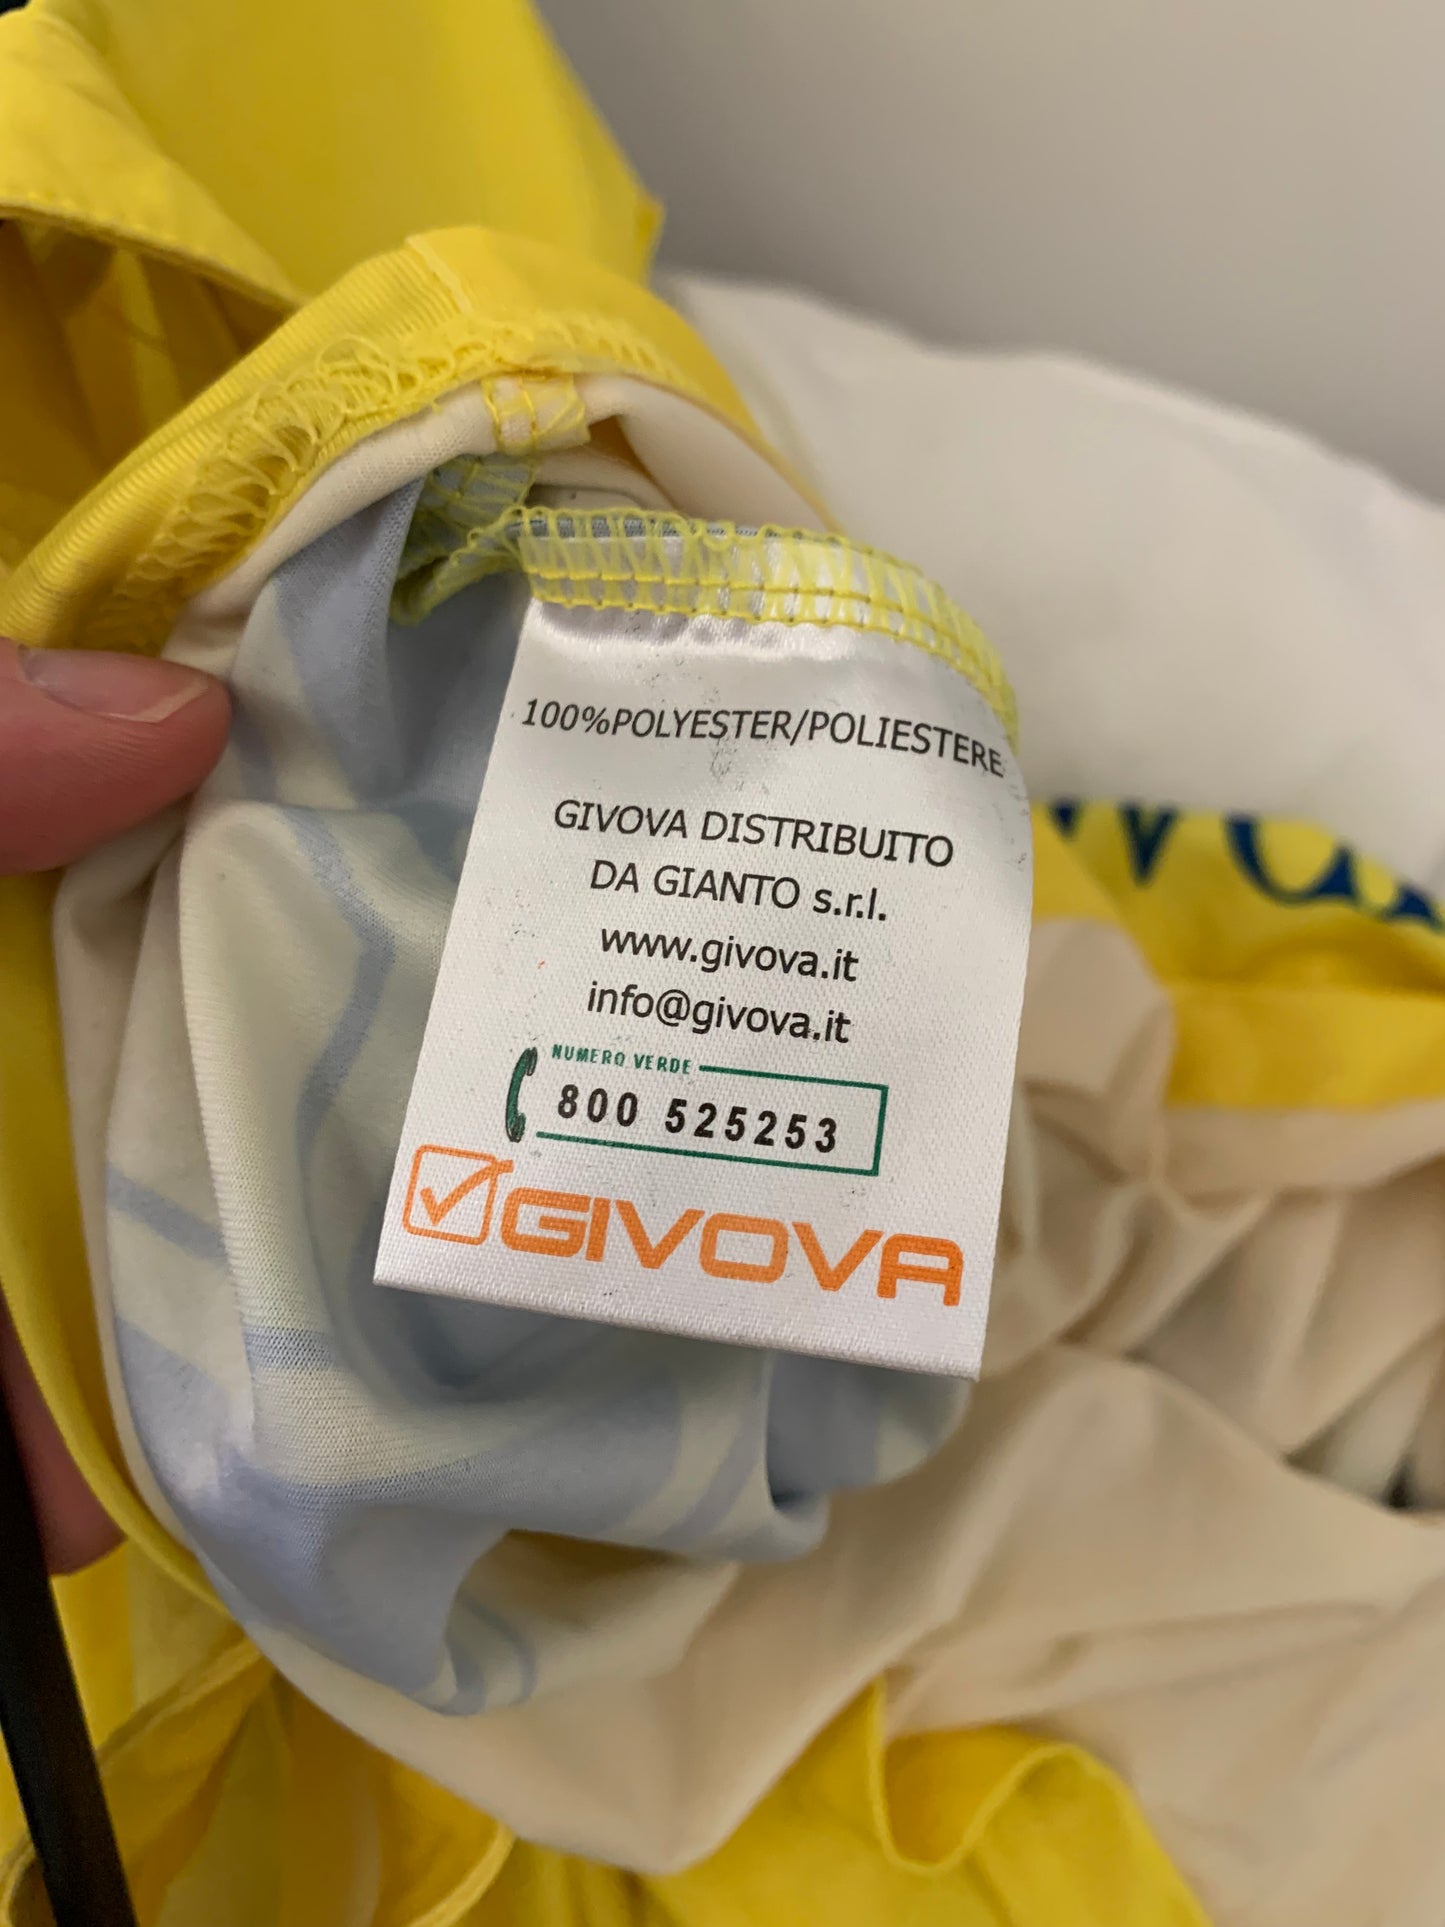 100%POLYESTER/POLIESTERE
GIVOVA DISTRIBUITO
DA GIANTO s.r.l.
www.givova.it
info@givova.it
NUMERO VERDE
800 525253
GIVOVA